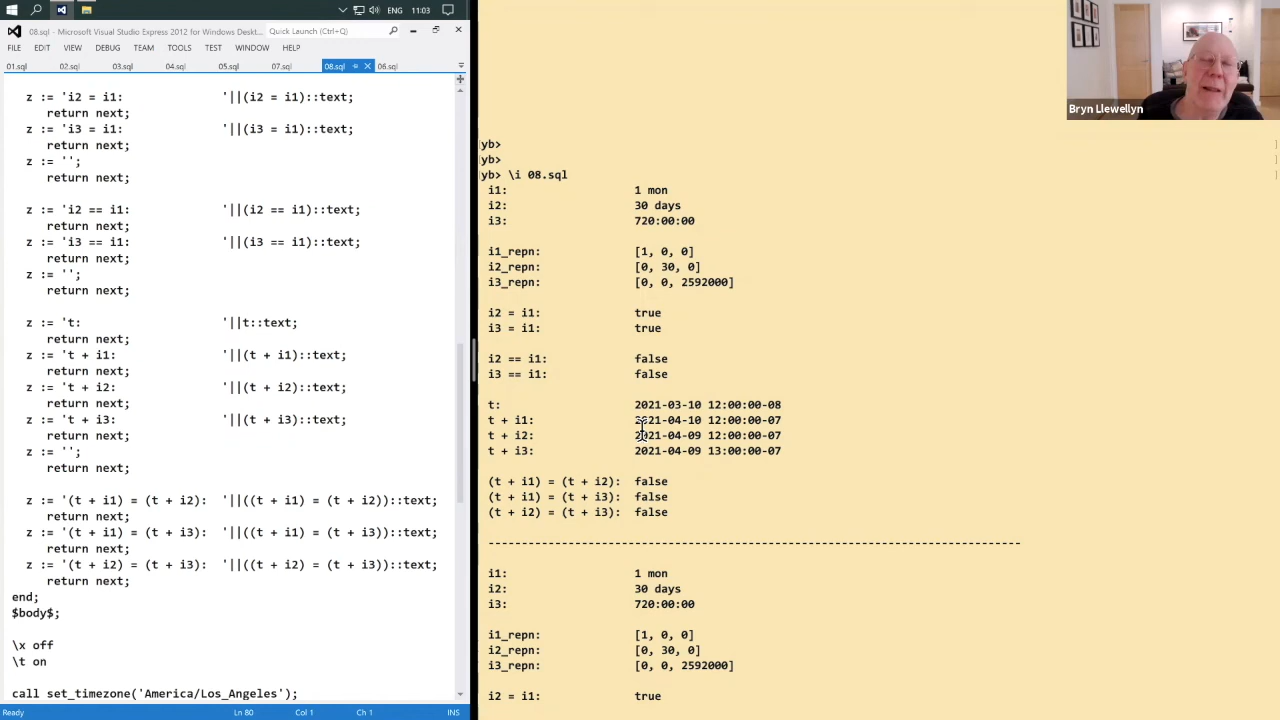 ENG 11:03
08.sql - Microsoft Visual Studio Express 2012 for Windows Deskt... Quick Launch (Ctrl+Q)
FILE EDIT VIEW DEBUG TEAM TOOLS TEST WINDOW HELP
01.sql 02.sql 03.sql 04.sql 05.sql 07.sql 08.sql 06.sql
z := 'i2 = i1: '||(i2 = i1)::text;
return next;
z := 'i3 = i1: '||(i3 = i1)::text;
return next;
z := '';
return next;
z := 'i2 == i1: '||(i2 == i1)::text;
return next;
z := 'i3 == i1: '||(i3 == i1)::text;
return next;
z := '';
return next;
z := 't: '||t::text;
return next;
z := 't + i1: '||(t + i1)::text;
return next;
z := 't + i2: '||(t + i2)::text;
return next;
z := 't + i3: '||(t + i3)::text;
return next;
z := '';
return next;
z := '(t + i1) = (t + i2): '||((t + i1) = (t + i2))::text;
return next;
z := '(t + i1) = (t + i3): '||((t + i1) = (t + i3))::text;
return next;
z := '(t + i2) = (t + i3): '||((t + i2) = (t + i3))::text;
return next;
end;
$body$;
\x off
\t on
call set_timezone('America/Los_Angeles');
Ready Ln 80 Col 1 Ch 1 INS
Bryn Llewellyn
yb>
yb>
yb> \i 08.sql
i1: 1 mon
i2: 30 days
i3: 720:00:00
i1_repn: [1, 0, 0]
i2_repn: [0, 30, 0]
i3_repn: [0, 0, 2592000]
i2 = i1: true
i3 = i1: true
i2 == i1: false
i3 == i1: false
t: 2021-03-10 12:00:00-08
t + i1: 2021-04-10 12:00:00-07
t + i2: 2021-04-09 12:00:00-07
t + i3: 2021-04-09 13:00:00-07
(t + i1) = (t + i2): false
(t + i1) = (t + i3): false
(t + i2) = (t + i3): false
--------------------------------------------------------------------------------
i1: 1 mon
i2: 30 days
i3: 720:00:00
i1_repn: [1, 0, 0]
i2_repn: [0, 30, 0]
i3_repn: [0, 0, 2592000]
i2 = i1: true